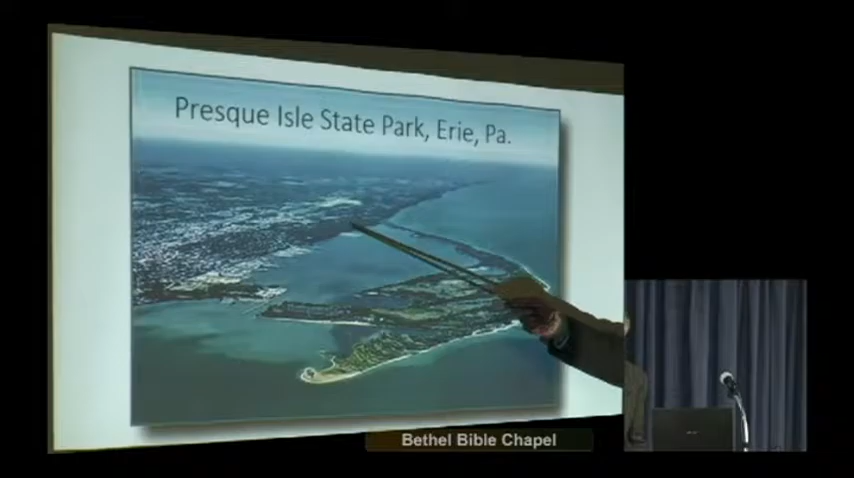 Presque Isle State Park, Erie, Pa.
Bethel Bible Chapel